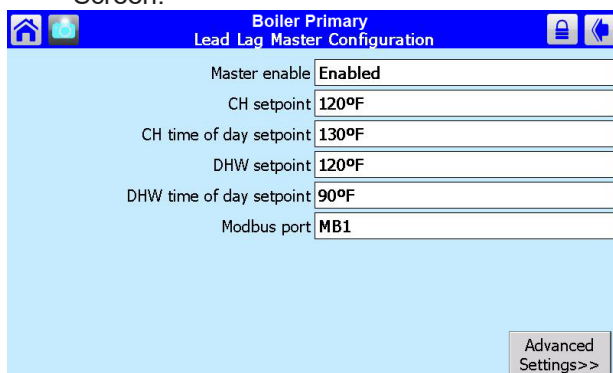 Screen.
Boiler Primary
Lead Lag Master Configuration
Master enable Enabled
CH setpoint 120ºF
CH time of day setpoint 130ºF
DHW setpoint 120ºF
DHW time of day setpoint 90ºF
Modbus port MB1
Advanced
Settings>>